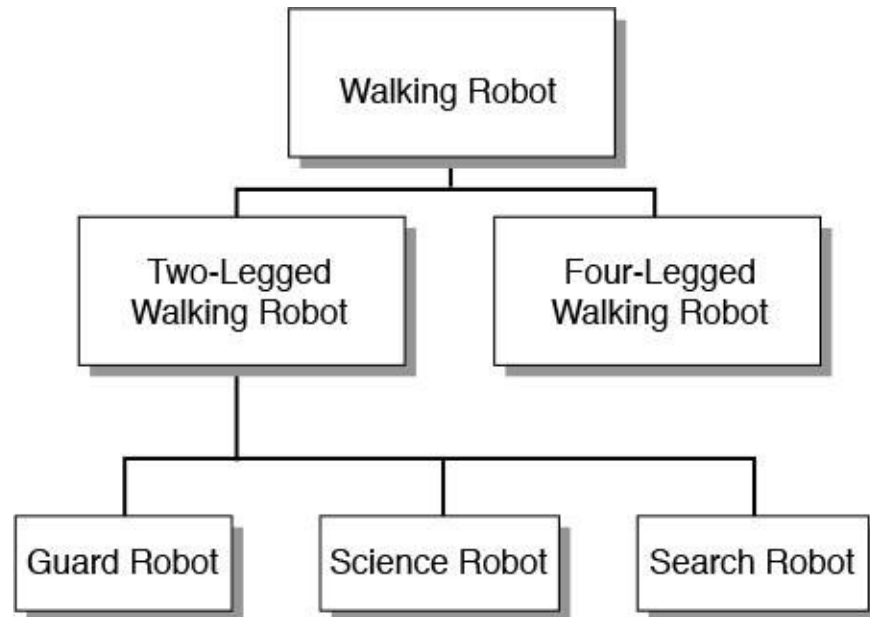 Walking Robot
Two-Legged
Walking Robot
Four-Legged
Walking Robot
Guard Robot
Science Robot
Search Robot